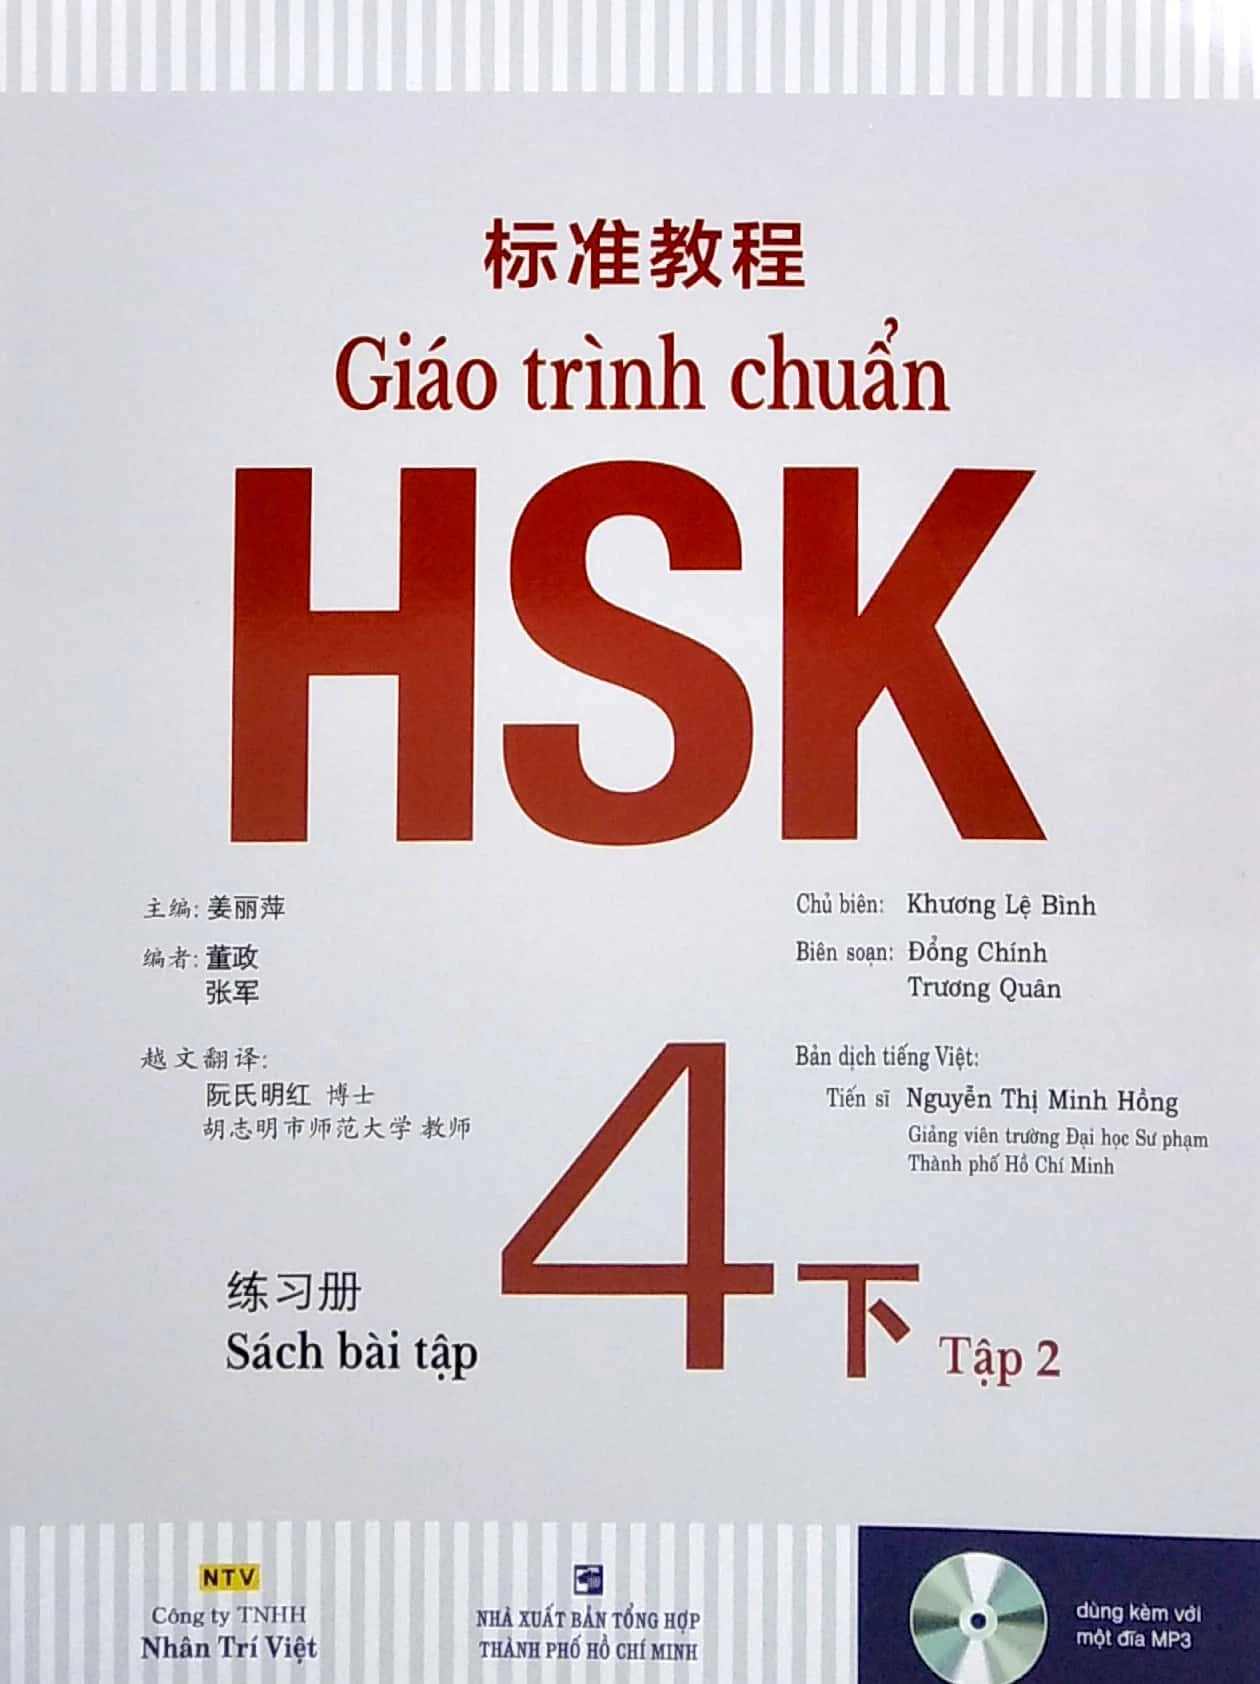 标准教程
Giáo trình chuẩn
HSK
主编: 姜丽萍
编者: 董政
张军
越文翻译:
阮氏明红 博士
胡志明市师范大学 教师
Chủ biên: Khương Lệ Bình
Biên soạn: Đổng Chính
Trương Quân
Bản dịch tiếng Việt:
Tiến sĩ Nguyễn Thị Minh Hồng
Giảng viên trường Đại học Sư phạm
Thành phố Hồ Chí Minh
练习册
Sách bài tập
4下 Tập 2
NTV
Công ty TNHH
Nhân Trí Việt
NHÀ XUẤT BẢN TỔNG HỢP
THÀNH PHỐ HỒ CHÍ MINH
dùng kèm với
một đĩa MP3